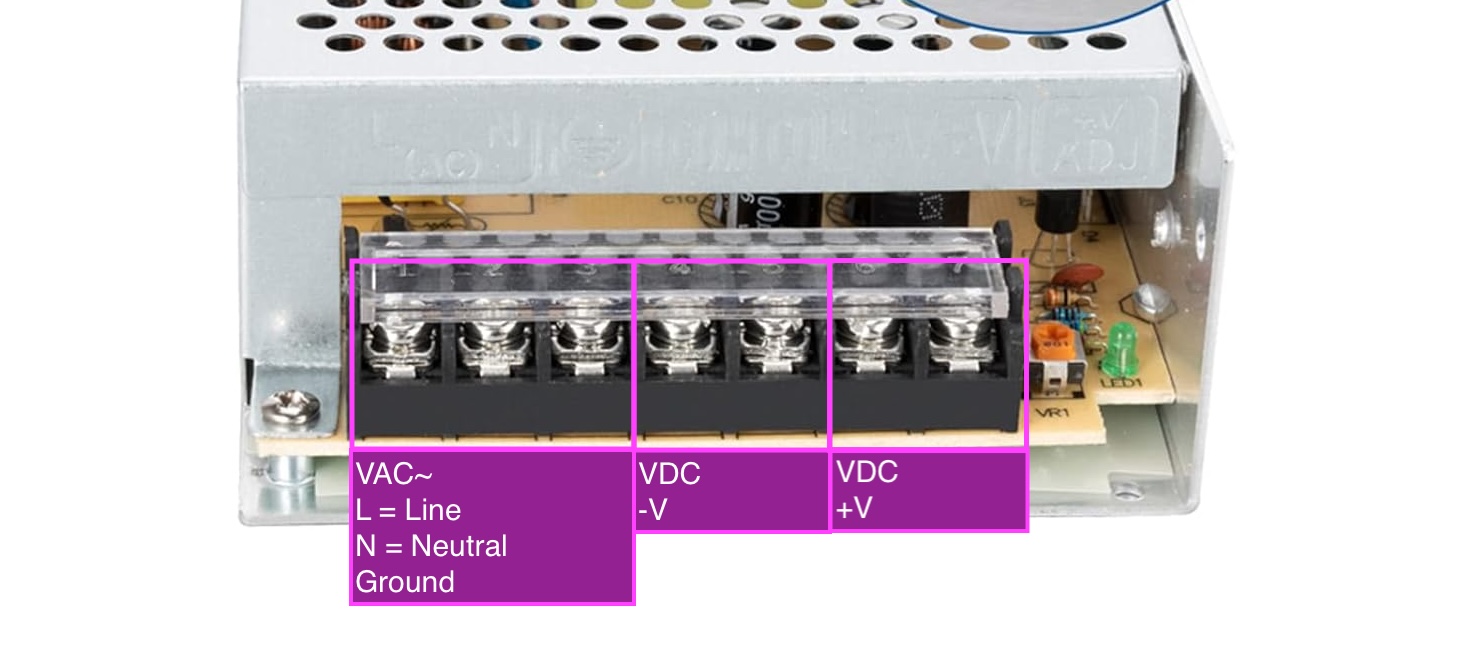 L
N
(AC)
-V
+V
ADJ
C10
1 2 3 4 5 6 7
LED1
VR1
VAC~
L = Line
N = Neutral
Ground
VDC
-V
VDC
+V